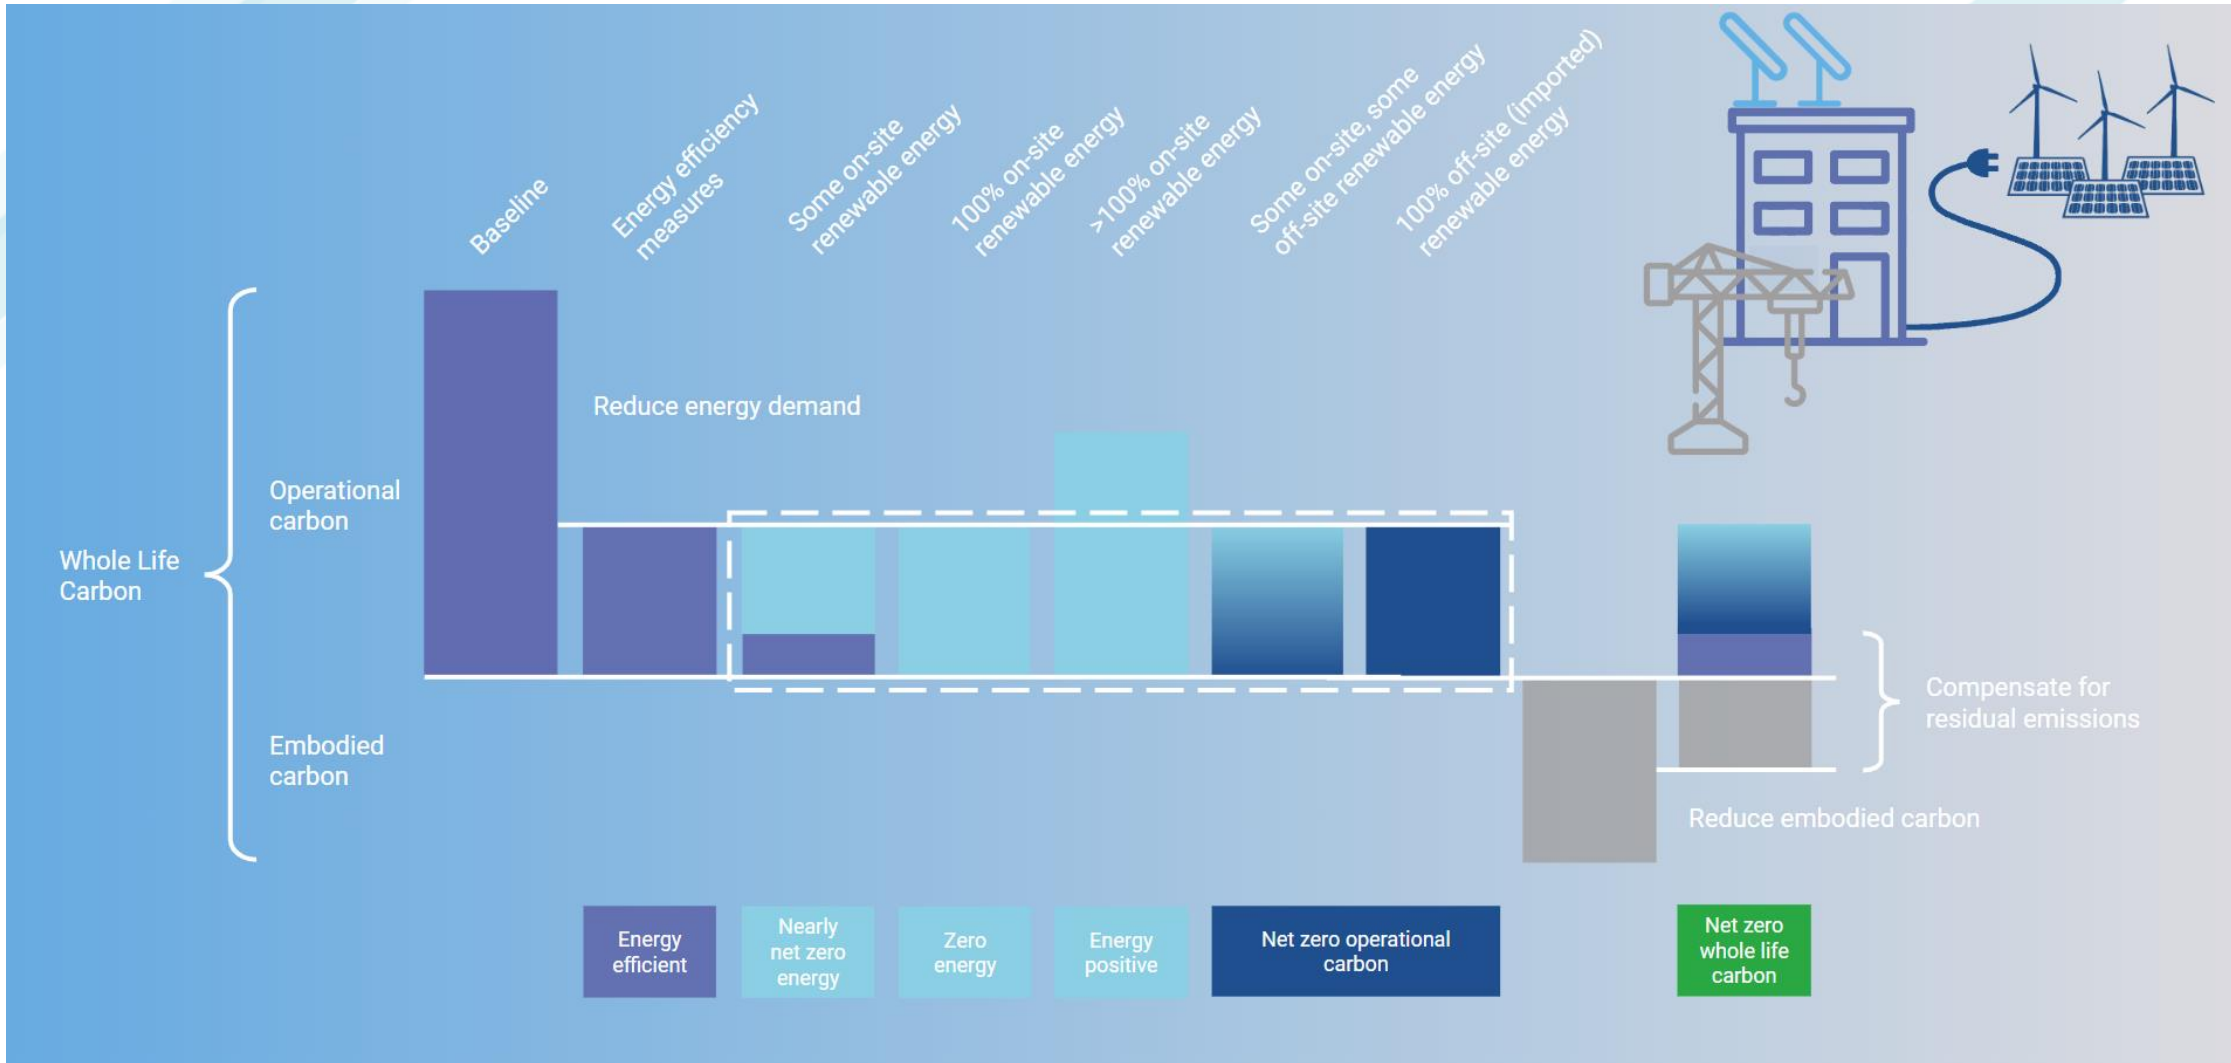 Baseline
Energy efficiency
measures
Some on-site
renewable energy
100% on-site
renewable energy
>100% on-site
renewable energy
Some on-site, some
off-site renewable energy
100% off-site (imported)
renewable energy
Reduce energy demand
Operational
carbon
Whole Life
Carbon
Embodied
carbon
Compensate for
residual emissions
Reduce embodied carbon
Energy
efficient
Nearly
net zero
energy
Zero
energy
Energy
positive
Net zero operational
carbon
Net zero
whole life
carbon